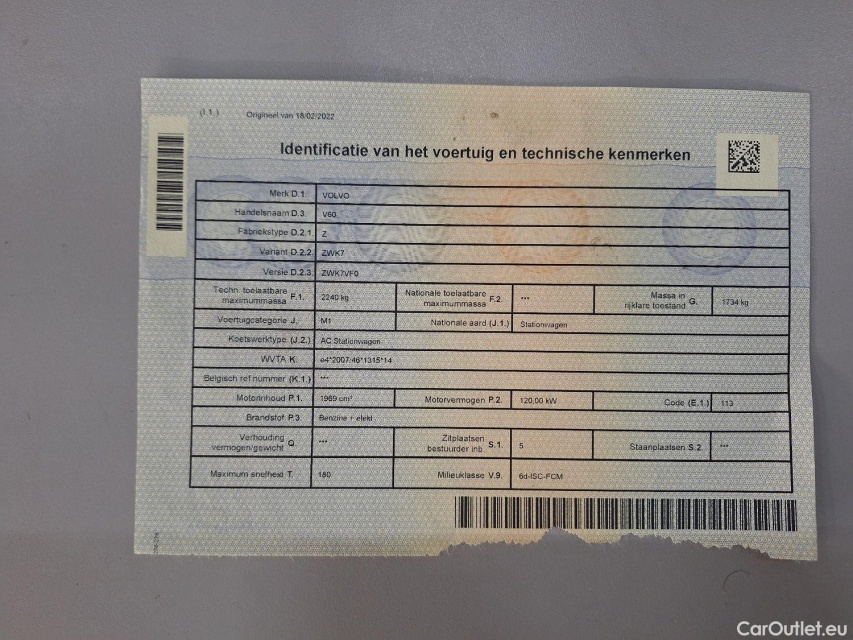 (I.1.) Origineel van 18/02/2022
Identificatie van het voertuig en technische kenmerken
Merk D.1. VOLVO
Handelsnaam D.3. V60
Fabriekstype D.2.1. Z
Variant D.2.2. ZWK7
Versie D.2.3. ZWK7VF0
Techn. toelaatbare maximummassa F.1. 2240 kg Nationale toelaatbare maximummassa F.2. --- Massa in rijklare toestand G. 1734 kg
Voertuigcategorie J. M1 Nationale aard (J.1.) Stationwagen
Koetswerktype (J.2.) AC Stationwagen
WVTA K. e4*2007/46*1315*14
Belgisch ref nummer (K.1.) ---
Motorinhoud P.1. 1969 cm³ Motorvermogen P.2. 120,00 kW Code (E.1.) 113
Brandstof P.3. Benzine + elekt
Verhouding vermogen/gewicht Q. --- Zitplaatsen bestuurder inb. S.1. 5 Staanplaatsen S.2. ---
Maximum snelheid T. 180 Milieuklasse V.9. 6d-ISC-FCM
CarOutlet.eu